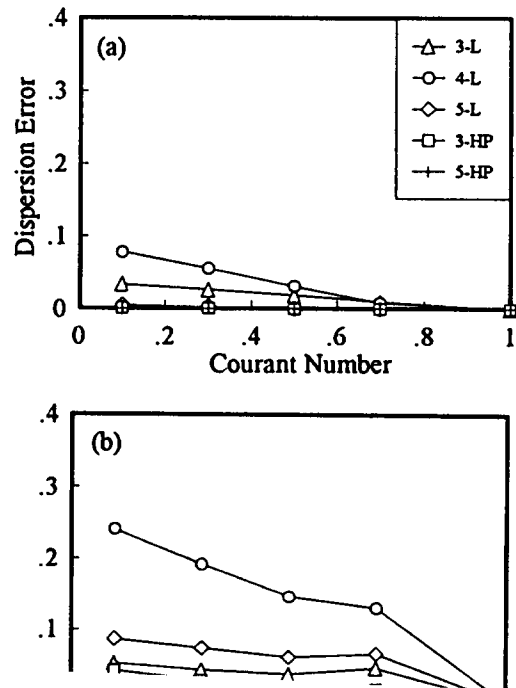 .4
(a)
3-L
4-L
5-L
3-HP
5-HP
.3
.2
.1
0
Dispersion Error
0 .2 .4 .6 .8 1
Courant Number
.4
(b)
.3
.2
.1